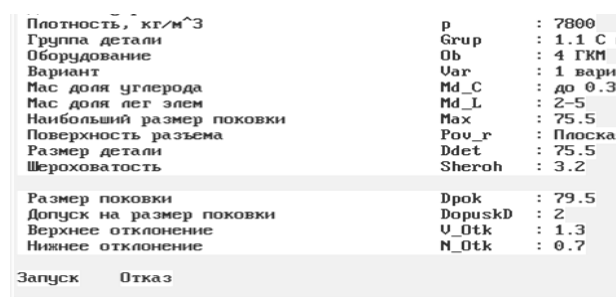 Плотность, кг/м^3 p : 7800
Группа детали Grup : 1.1 С
Оборудование Ob : 4 ГКМ
Вариант Var : 1 вари
Мас доля углерода Md_C : до 0.3
Мас доля лег элем Md_L : 2-5
Наибольший размер поковки Max : 75.5
Поверхность разъема Pov_r : Плоска
Размер детали Ddet : 75.5
Шероховатость Sheroh : 3.2
Размер поковки Dpok : 79.5
Допуск на размер поковки DopuskD : 2
Верхнее отклонение V_Otk : 1.3
Нижнее отклонение N_Otk : 0.7
Запуск Отказ